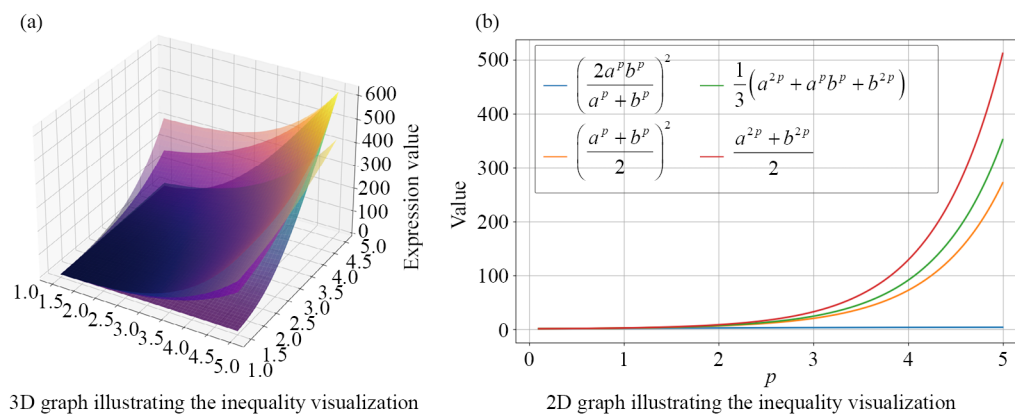 (a)
600
500
400
300
200
100
0
Expression value
1.0 1.5 2.0 2.5 3.0 3.5 4.0 4.5 5.0
1.0 1.5 2.0 2.5 3.0 3.5 4.0 4.5 5.0
3D graph illustrating the inequality visualization
(b)
500
400
300
200
100
0
Value
(2a^p b^p / (a^p + b^p))^2
1/3 (a^{2p} + a^p b^p + b^{2p})
((a^p + b^p) / 2)^2
(a^{2p} + b^{2p}) / 2
0 1 2 3 4 5
p
2D graph illustrating the inequality visualization